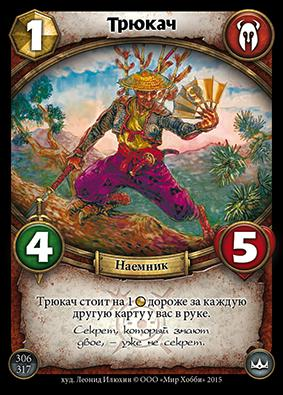 1
Трюкач
4
5
Наемник
Трюкач стоит на 1 дороже за каждую
другую карту у вас в руке.
Секрет, который знают
двое, – уже не секрет.
306
317
худ. Леонид Илюхин © ООО «Мир Хобби» 2015